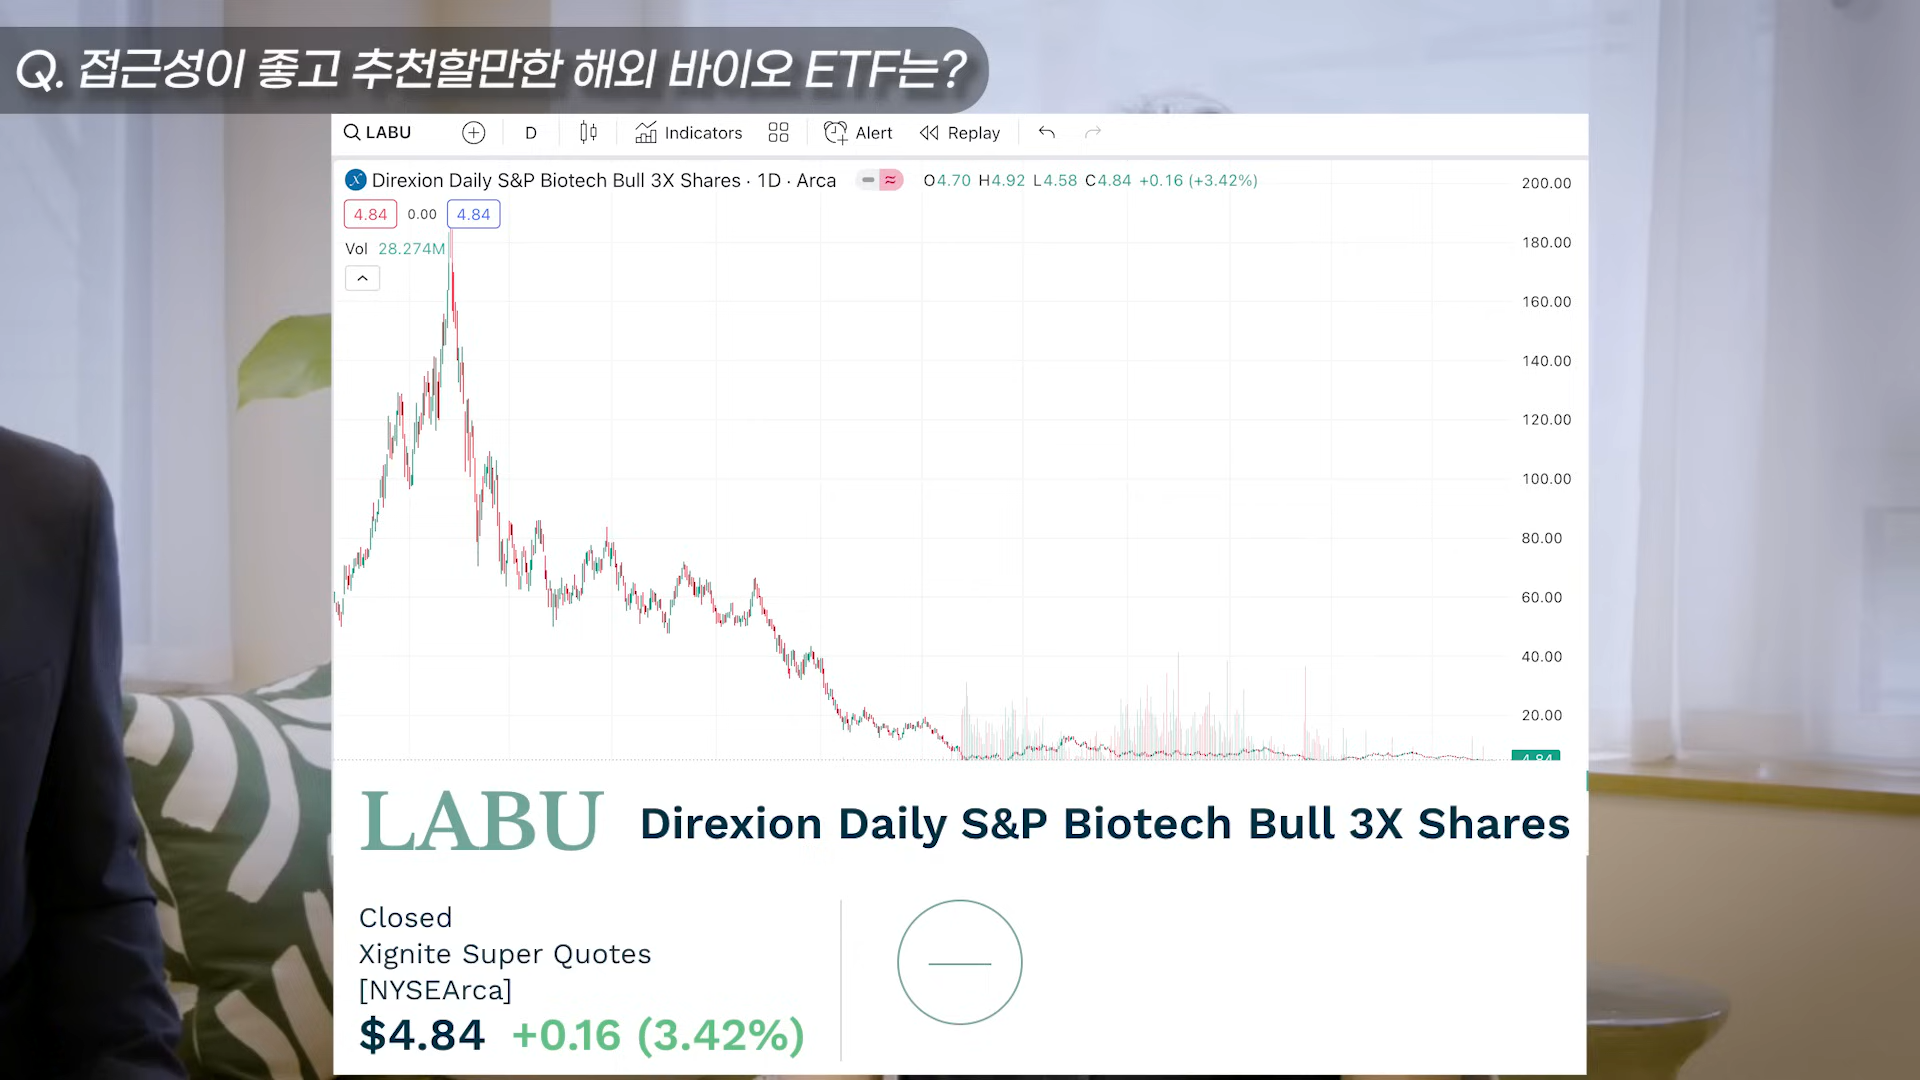 Q. 접근성이 좋고 추천할만한 해외 바이오 ETF는?
LABU D Indicators Alert Replay
Direxion Daily S&P Biotech Bull 3X Shares · 1D · Arca O4.70 H4.92 L4.58 C4.84 +0.16 (+3.42%)
4.84 0.00 4.84
Vol 28.274M
200.00
180.00
160.00
140.00
120.00
100.00
80.00
60.00
40.00
20.00
4.84
LABU Direxion Daily S&P Biotech Bull 3X Shares
Closed
Xignite Super Quotes
[NYSEArca]
$4.84 +0.16 (3.42%)